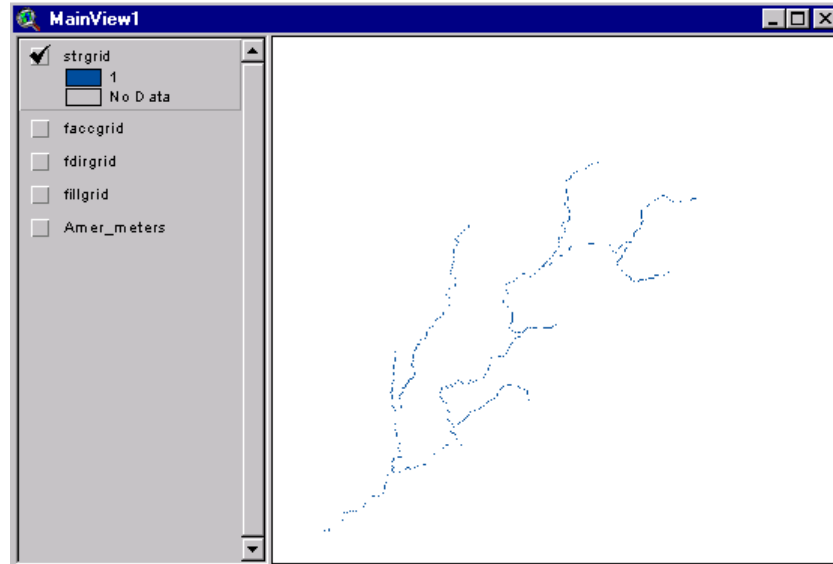 MainView1
strgrid
1
No Data
faccgrid
fdirgrid
fillgrid
Amer_meters